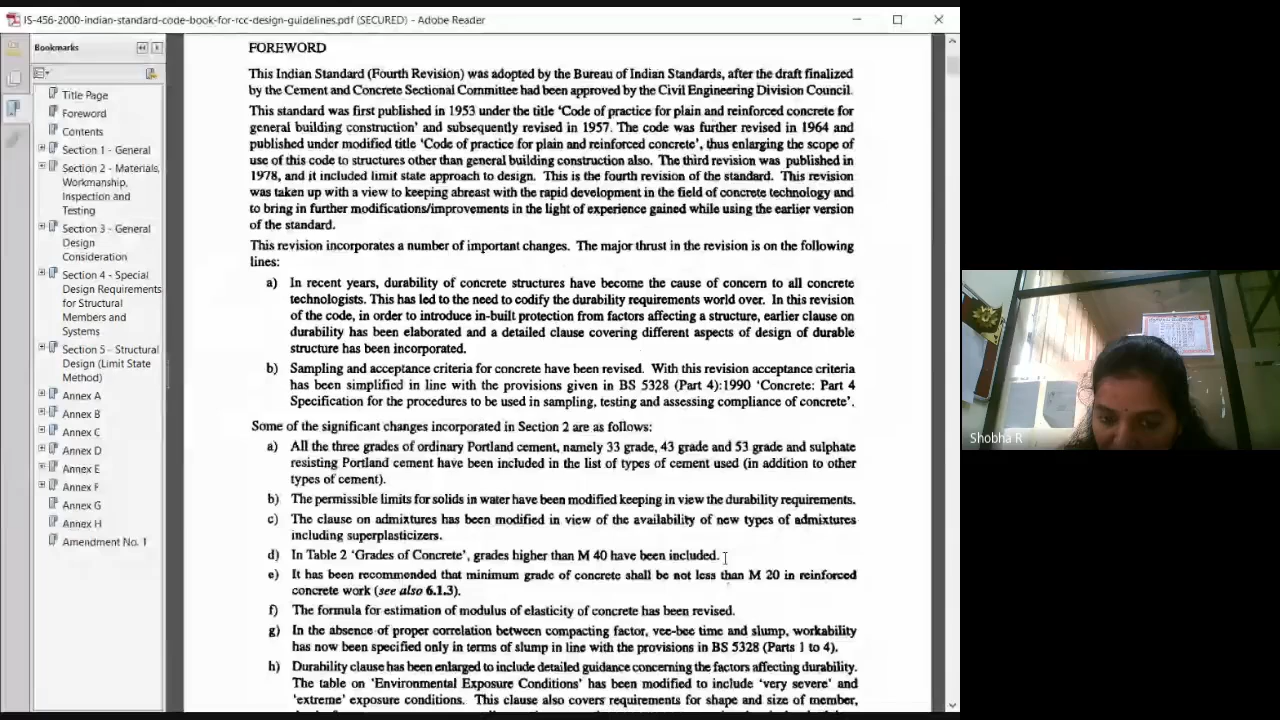 IS-456-2000-indian-standard-code-book-for-rcc-design-guidelines.pdf (SECURED) - Adobe Reader
Bookmarks
Title Page
Foreword
Contents
Section 1 - General
Section 2 - Materials,
Workmanship,
Inspection and
Testing
Section 3 - General
Design
Consideration
Section 4 - Special
Design Requirements
for Structural
Members and
Systems
Section 5 - Structural
Design (Limit State
Method)
Annex A
Annex B
Annex C
Annex D
Annex E
Annex F
Annex G
Annex H
Amendment No. 1
FOREWORD
This Indian Standard (Fourth Revision) was adopted by the Bureau of Indian Standards, after the draft finalized
by the Cement and Concrete Sectional Committee had been approved by the Civil Engineering Division Council.
This standard was first published in 1953 under the title 'Code of practice for plain and reinforced concrete for
general building construction' and subsequently revised in 1957. The code was further revised in 1964 and
published under modified title 'Code of practice for plain and reinforced concrete', thus enlarging the scope of
use of this code to structures other than general building construction also. The third revision was published in
1978, and it included limit state approach to design. This is the fourth revision of the standard. This revision
was taken up with a view to keeping abreast with the rapid development in the field of concrete technology and
to bring in further modifications/improvements in the light of experience gained while using the earlier version
of the standard.
This revision incorporates a number of important changes. The major thrust in the revision is on the following
lines:
a) In recent years, durability of concrete structures have become the cause of concern to all concrete
technologists. This has led to the need to codify the durability requirements world over. In this revision
of the code, in order to introduce in-built protection from factors affecting a structure, earlier clause on
durability has been elaborated and a detailed clause covering different aspects of design of durable
structure has been incorporated.
b) Sampling and acceptance criteria for concrete have been revised. With this revision acceptance criteria
has been simplified in line with the provisions given in BS 5328 (Part 4):1990 'Concrete: Part 4
Specification for the procedures to be used in sampling, testing and assessing compliance of concrete'.
Some of the significant changes incorporated in Section 2 are as follows:
a) All the three grades of ordinary Portland cement, namely 33 grade, 43 grade and 53 grade and sulphate
resisting Portland cement have been included in the list of types of cement used (in addition to other
types of cement).
b) The permissible limits for solids in water have been modified keeping in view the durability requirements.
c) The clause on admixtures has been modified in view of the availability of new types of admixtures
including superplasticizers.
d) In Table 2 'Grades of Concrete', grades higher than M 40 have been included.
e) It has been recommended that minimum grade of concrete shall be not less than M 20 in reinforced
concrete work (see also 6.1.3).
f) The formula for estimation of modulus of elasticity of concrete has been revised.
g) In the absence of proper correlation between compacting factor, vee-bee time and slump, workability
has now been specified only in terms of slump in line with the provisions in BS 5328 (Parts 1 to 4).
h) Durability clause has been enlarged to include detailed guidance concerning the factors affecting durability.
The table on 'Environmental Exposure Conditions' has been modified to include 'very severe' and
'extreme' exposure conditions. This clause also covers requirements for shape and size of member,
Shobha R